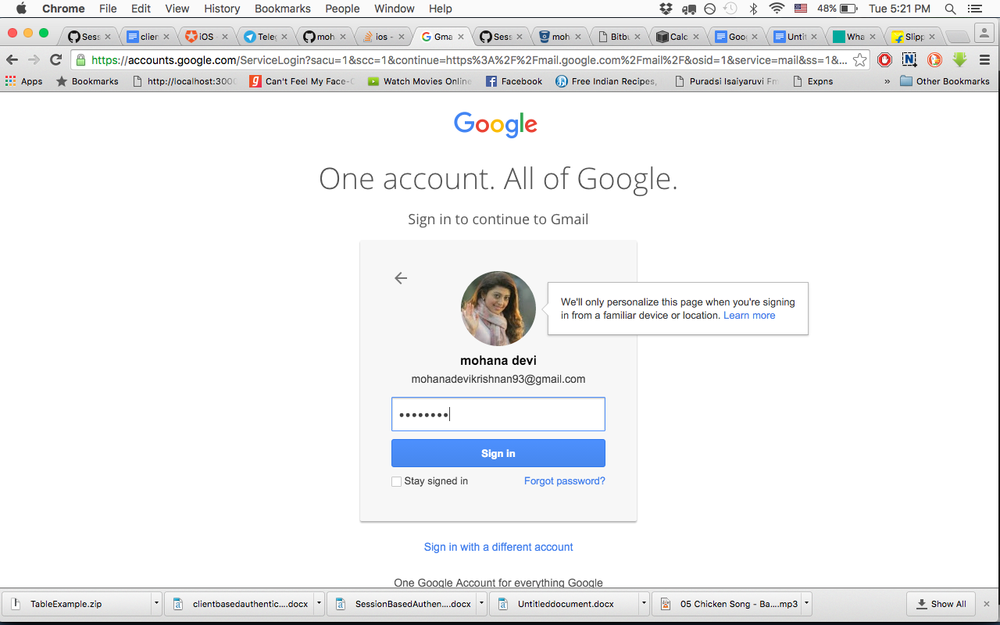 Chrome File Edit View History Bookmarks People Window Help 48% Tue 5:21 PM
Sess clien iOS Teleg moh ios - Gma Sess moh Bitbu Calc Goo Untit Wha Slipp
https://accounts.google.com/ServiceLogin?sacu=1&scc=1&continue=https%3A%2F%2Fmail.google.com%2Fmail%2F&osid=1&service=mail&ss=1&...
Apps Bookmarks http://localhost:3000 Can't Feel My Face- Watch Movies Online Facebook Free Indian Recipes, Puradsi Isaiyaruvi Fm Expns » Other Bookmarks
Google
One account. All of Google.
Sign in to continue to Gmail
We'll only personalize this page when you're signing
in from a familiar device or location. Learn more
mohana devi
mohanadevikrishnan93@gmail.com
••••••••
Sign in
Stay signed in Forgot password?
Sign in with a different account
One Google Account for everything Google
TableExample.zip clientbasedauthentic....docx SessionBasedAuthen....docx Untitleddocument.docx 05 Chicken Song - Ba....mp3 Show All